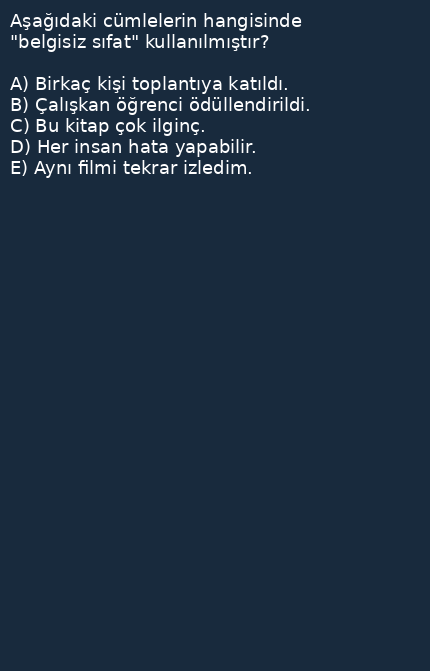 Aşağıdaki cümlelerin hangisinde
"belgisiz sıfat" kullanılmıştır?

A) Birkaç kişi toplantıya katıldı.
B) Çalışkan öğrenci ödüllendirildi.
C) Bu kitap çok ilginç.
D) Her insan hata yapabilir.
E) Aynı filmi tekrar izledim.